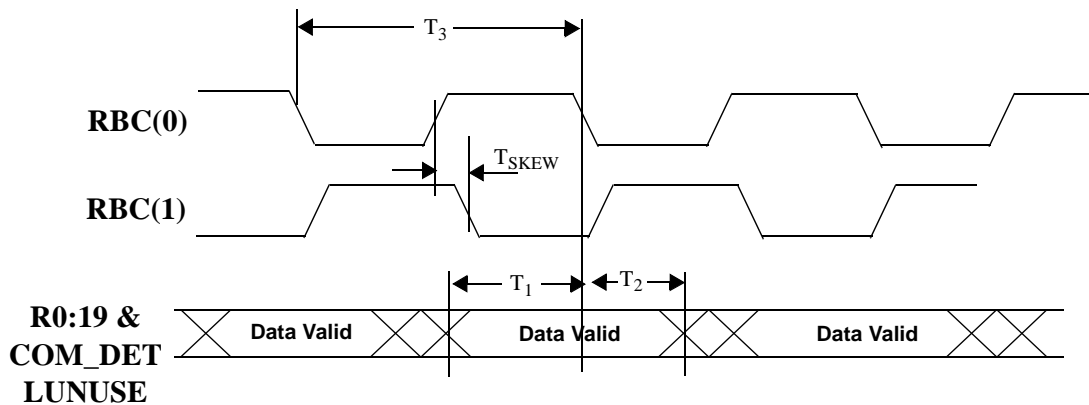 T3
RBC(0)
TSKEW
RBC(1)
T1
T2
R0:19 &
COM_DET
LUNUSE
Data Valid
Data Valid
Data Valid